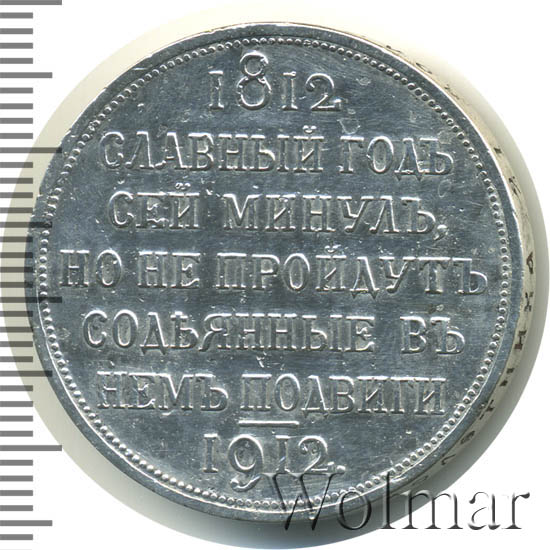 1812
СЛАВНЫЙ ГОДЪ
СЕЙ МИНУЛЪ,
НО НЕ ПРОЙДУТЪ
СОДѢЯННЫЕ ВЪ
НЕМЪ ПОДВИГИ
1912.
Wolmar